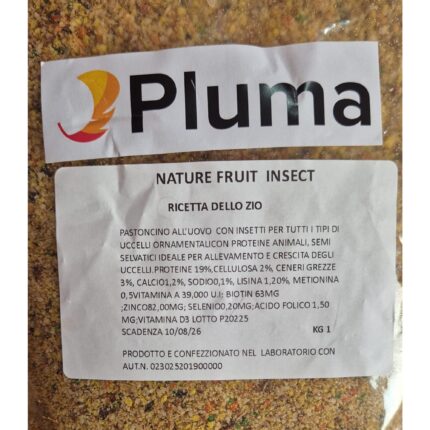 Pluma
NATURE FRUIT INSECT
RICETTA DELLO ZIO
PASTONCINO ALL'UOVO CON INSETTI PER TUTTI I TIPI DI
UCCELLI ORNAMENTALICON PROTEINE ANIMALI, SEMI
SELVATICI IDEALE PER ALLEVAMENTO E CRESCITA DEGLI
UCCELLI.PROTEINE 19%,CELLULOSA 2%, CENERI GREZZE
3%, CALCIO1,2%, SODIO0,1%, LISINA 1,20%, METIONINA
0,5VITAMINA A 39,000 U.I; BIOTIN 63MG
;ZINCO82,00MG; SELENIO0,20MG;ACIDO FOLICO 1,50
MG;VITAMINA D3 LOTTO P20225
SCADENZA 10/08/26 KG 1
PRODOTTO E CONFEZZIONATO NEL LABORATORIO CON
AUT.N. 023025201900000